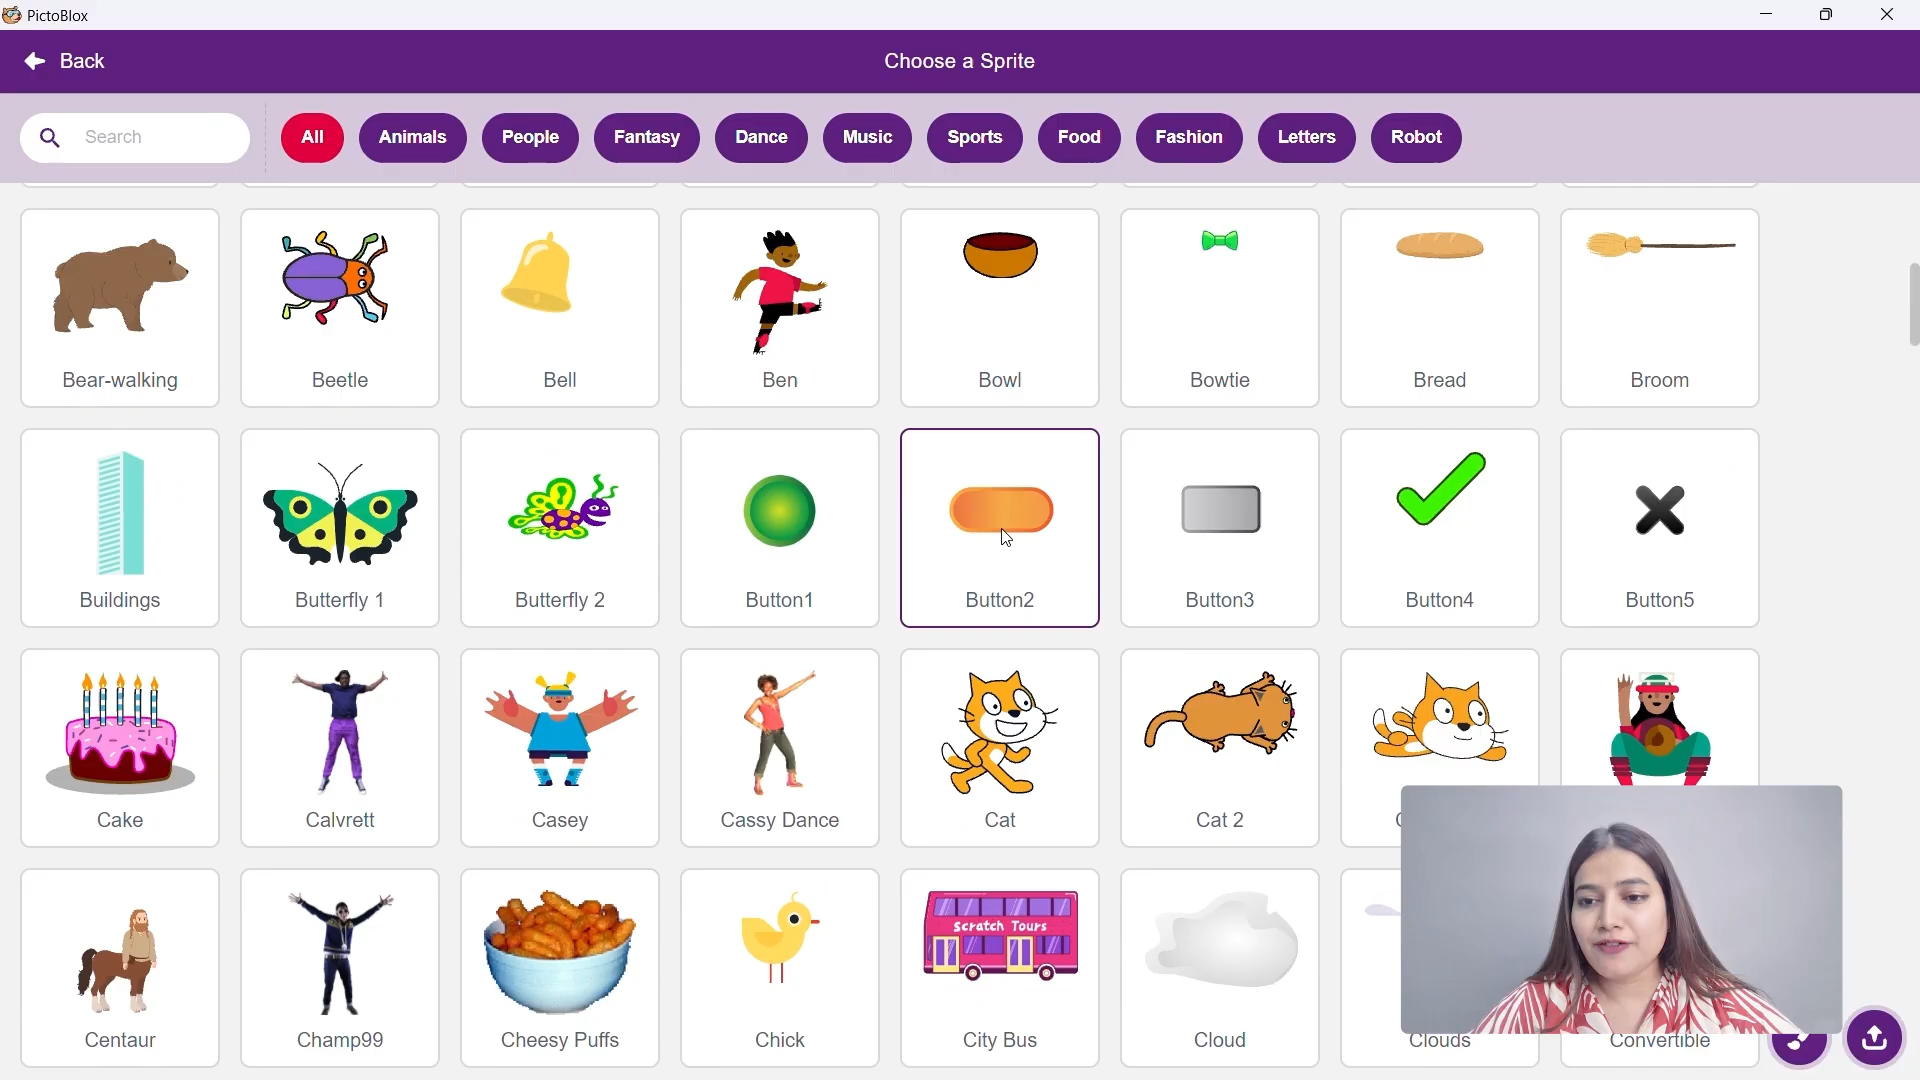 PictoBlox
Back
Choose a Sprite
Search
All
Animals
People
Fantasy
Dance
Music
Sports
Food
Fashion
Letters
Robot
Bear-walking
Beetle
Bell
Ben
Bowl
Bowtie
Bread
Broom
Buildings
Butterfly 1
Butterfly 2
Button1
Button2
Button3
Button4
Button5
Cake
Calvrett
Casey
Cassy Dance
Cat
Cat 2
Scratch Tours
Centaur
Champ99
Cheesy Puffs
Chick
City Bus
Cloud
Clouds
Convertible